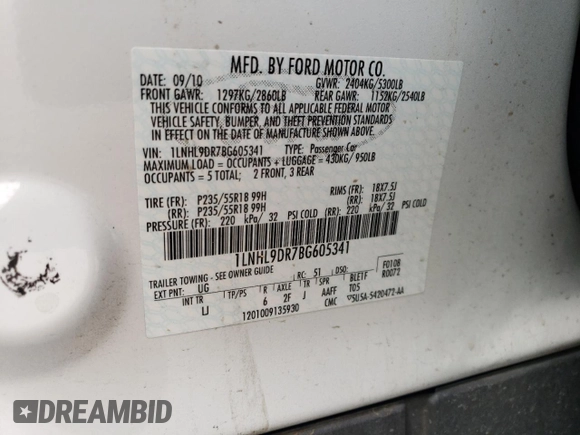 MFD. BY FORD MOTOR CO.
DATE: 09/10 GVWR: 2404KG/5300LB
FRONT GAWR: 1297KG/2860LB REAR GAWR: 1152KG/2540LB
THIS VEHICLE CONFORMS TO ALL APPLICABLE FEDERAL MOTOR
VEHICLE SAFETY, BUMPER, AND THEFT PREVENTION STANDARDS
IN EFFECT ON THE DATE OF MANUFACTURE SHOWN ABOVE.
VIN: 1LNHL9DR7BG605341 TYPE: Passenger Car
MAXIMUM LOAD = OCCUPANTS + LUGGAGE = 430KG/950LB
OCCUPANTS = 5 TOTAL; 2 FRONT, 3 REAR
TIRE (FR): P235/55R18 99H RIMS (FR): 18X7.5J
(RR): P235/55R18 99H (RR): 18X7.5J
PRESSURE (FR): 220 kPa/ 32 PSI COLD (RR): 220 kPa/ 32 PSI COLD
1LNHL9DR7BG605341
TRAILER TOWING - SEE OWNER GUIDE F0108
EXT PNT: UG RC: 51 DSO: R0072
INT TR TP/PS R AXLE TR SPR BLETF
LJ 6 2F J AAFF T05
1201009135930 CMC 5U5A-5420472-AA
DREAMBID